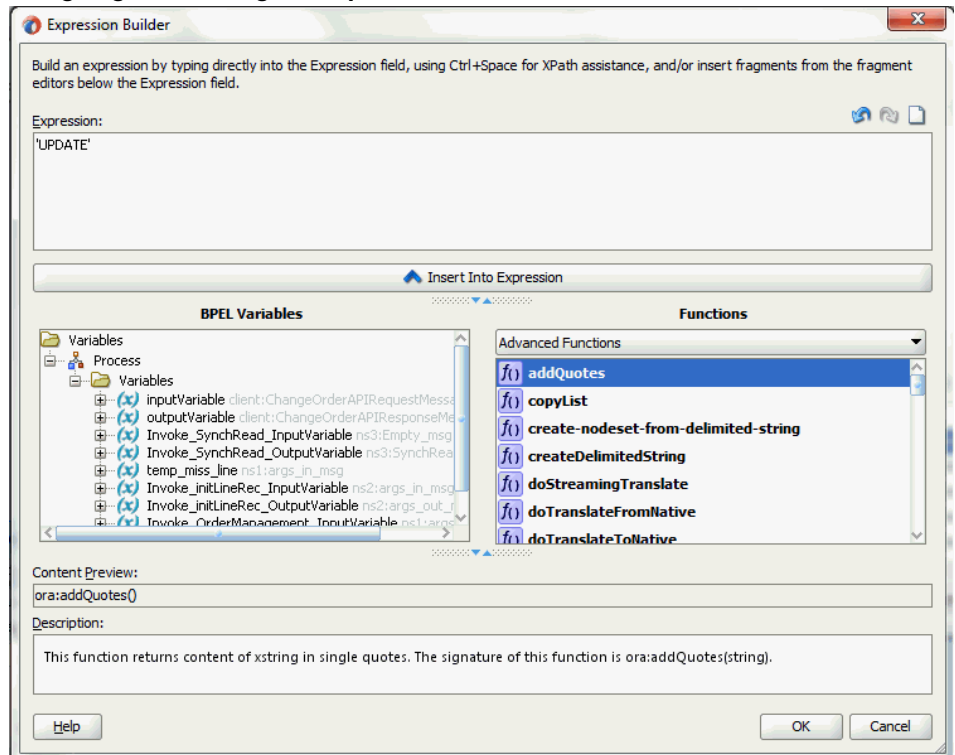 Expression Builder
Build an expression by typing directly into the Expression field, using Ctrl+Space for XPath assistance, and/or insert fragments from the fragment
editors below the Expression field.
Expression:
'UPDATE'
Insert Into Expression
BPEL Variables
Variables
Process
Variables
inputVariable client:ChangeOrderAPIRequestMessa
outputVariable client:ChangeOrderAPIResponseMe
Invoke_SynchRead_InputVariable ns3:Empty_msg
Invoke_SynchRead_OutputVariable ns3:SynchRea
temp_miss_line ns1:args_in_msg
Invoke_initLineRec_InputVariable ns2:args_in_msg
Invoke_initLineRec_OutputVariable ns2:args_out_r
Invoke_OrderManagement_InputVariable ns1:args
Functions
Advanced Functions
f() addQuotes
f() copyList
f() create-nodeset-from-delimited-string
f() createDelimitedString
f() doStreamingTranslate
f() doTranslateFromNative
f() doTranslateToNative
Content Preview:
ora:addQuotes()
Description:
This function returns content of xstring in single quotes. The signature of this function is ora:addQuotes(string).
Help
OK
Cancel